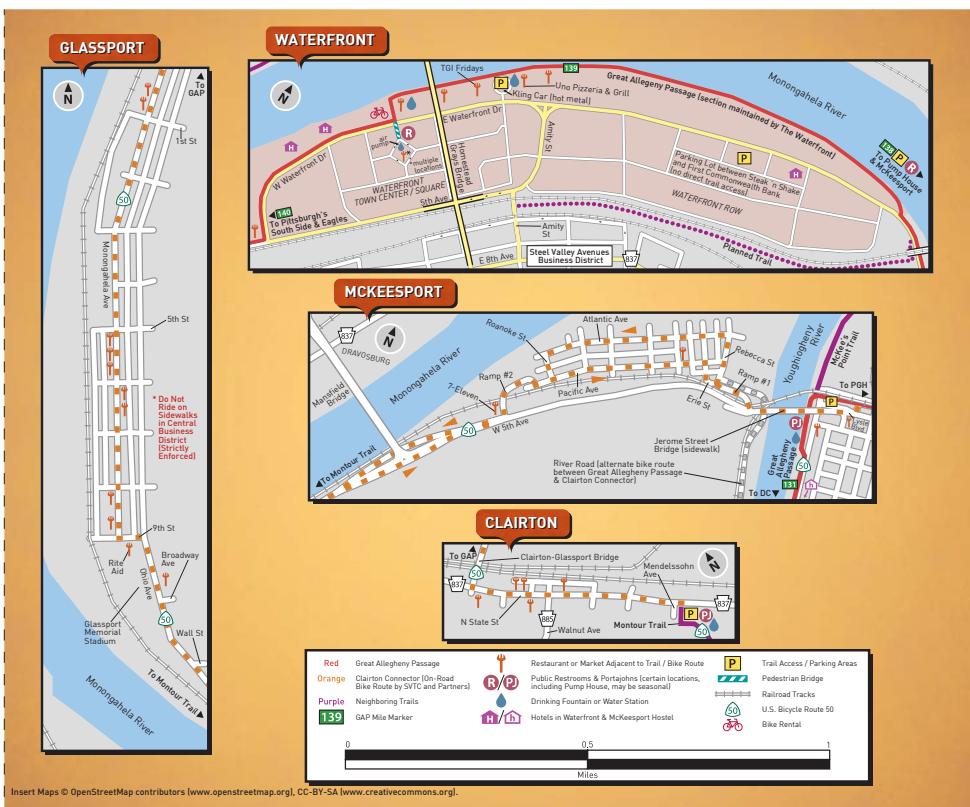 GLASSPORT
N
To
GAP
1st St
50
Monongahela Ave
5th St
* Do Not
Ride on
Sidewalks
in Central
Business
District
(Strictly
Enforced)
9th St
Rite
Aid
Broadway
Ave
Ohio Ave
Glassport
Memorial
Stadium
50
Wall St
To Montour Trail
Monongahela River
WATERFRONT
N
TGI Fridays
P
139
Great Allegeny Passage (section maintained by The Waterfront)
Monongahela River
Uno Pizzeria & Grill
Kling Car (hot metal)
E Waterfront Dr
H
H
R
air
pump
*multiple
locations
W Waterfront Dr
Homestead
Grays Bridge
Amity St
WATERFRONT
TOWN CENTER / SQUARE
5th Ave
140
To Pittsburgh's
South Side & Eagles
P
Parking Lot between Steak 'n Shake
and First Commonwealth Bank
(no direct trail access)
H
WATERFRONT ROW
P R
To Pump House
& McKeesport
Amity
St
E 8th Ave
Steel Valley Avenues
Business District
837
Planned Trail
MCKEESPORT
837
N
DRAVOSBURG
Mansfield
Bridge
Monongahela River
Roanoke St
Atlantic Ave
Rebecca St
Ramp #1
Ramp #2
7-Eleven
Pacific Ave
Erie St
50
W 5th Ave
To Montour Trail
Youghiogheny
River
McKee's
Point Trail
To PGH
P
Lysle
Blvd
PJ
Jerome Street
Bridge (sidewalk)
River Road (alternate bike route
between Great Allegheny Passage
& Clairton Connector)
Great
Allegheny
Passage
50
131
h
To DC
CLAIRTON
To GAP
Clairton-Glassport Bridge
50
837
Mendelssohn
Ave
N
837
N State St
885
Walnut Ave
P PJ
Montour Trail
50
Red Great Allegheny Passage
Orange Clairton Connector (On-Road
Bike Route by SVTC and Partners)
Purple Neighboring Trails
139 GAP Mile Marker
Restaurant or Market Adjacent to Trail / Bike Route
R/PJ Public Restrooms & Portajohns (certain locations,
including Pump House, may be seasonal)
Drinking Fountain or Water Station
H/h Hotels in Waterfront & McKeesport Hostel
P Trail Access / Parking Areas
Pedestrian Bridge
Railroad Tracks
50 U.S. Bicycle Route 50
Bike Rental
0 0.5 1
Miles
Insert Maps © OpenStreetMap contributors (www.openstreetmap.org), CC-BY-SA (www.creativecommons.org).